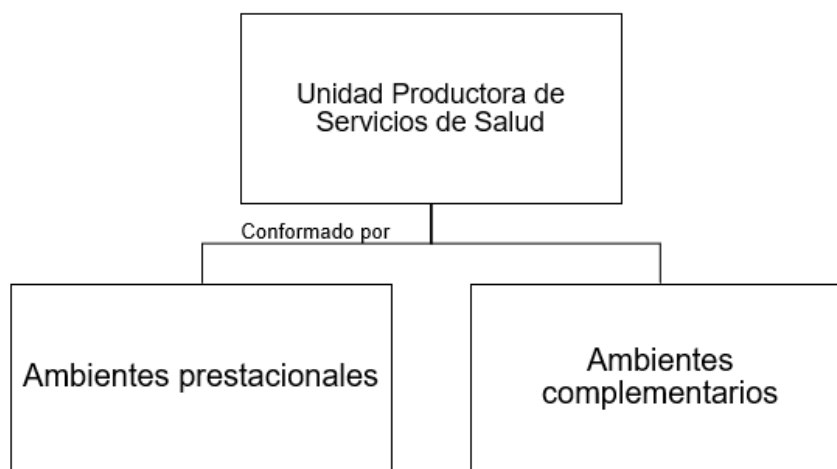 Unidad Productora de
Servicios de Salud
Conformado por
Ambientes prestacionales
Ambientes
complementarios